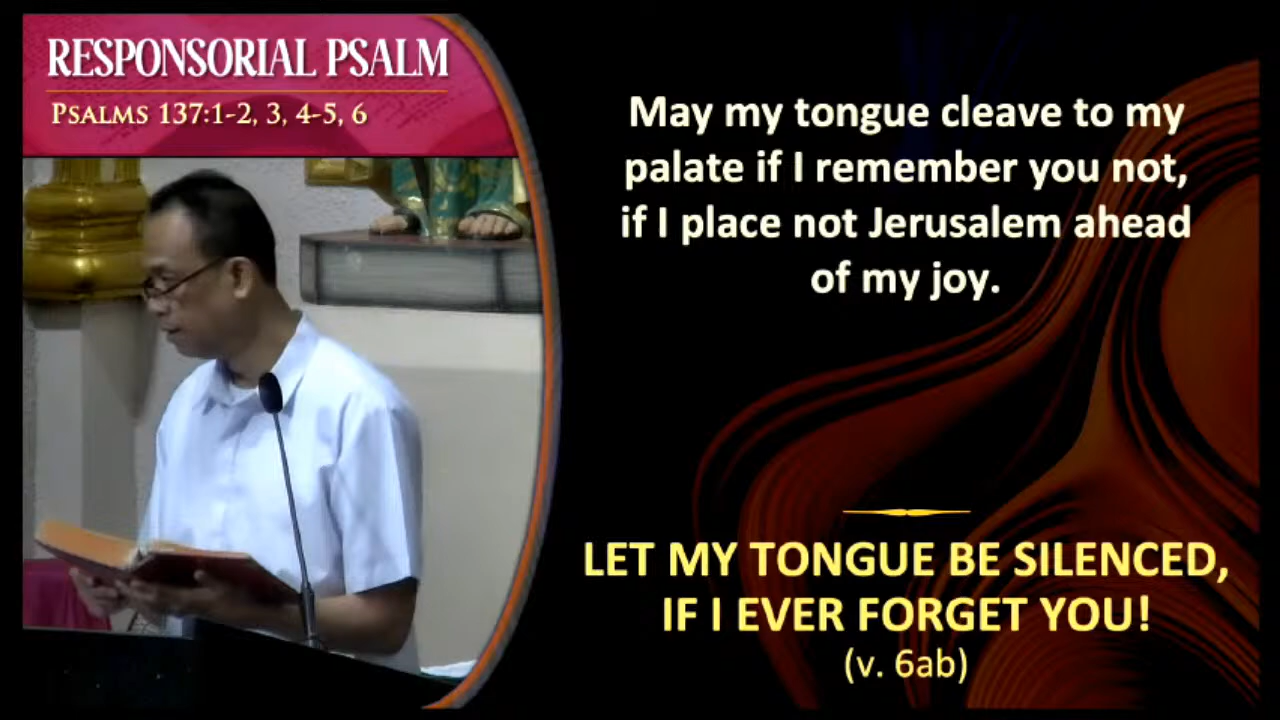 RESPONSORIAL PSALM
PSALMS 137:1-2, 3, 4-5, 6
May my tongue cleave to my
palate if I remember you not,
if I place not Jerusalem ahead
of my joy.
LET MY TONGUE BE SILENCED,
IF I EVER FORGET YOU!
(v. 6ab)